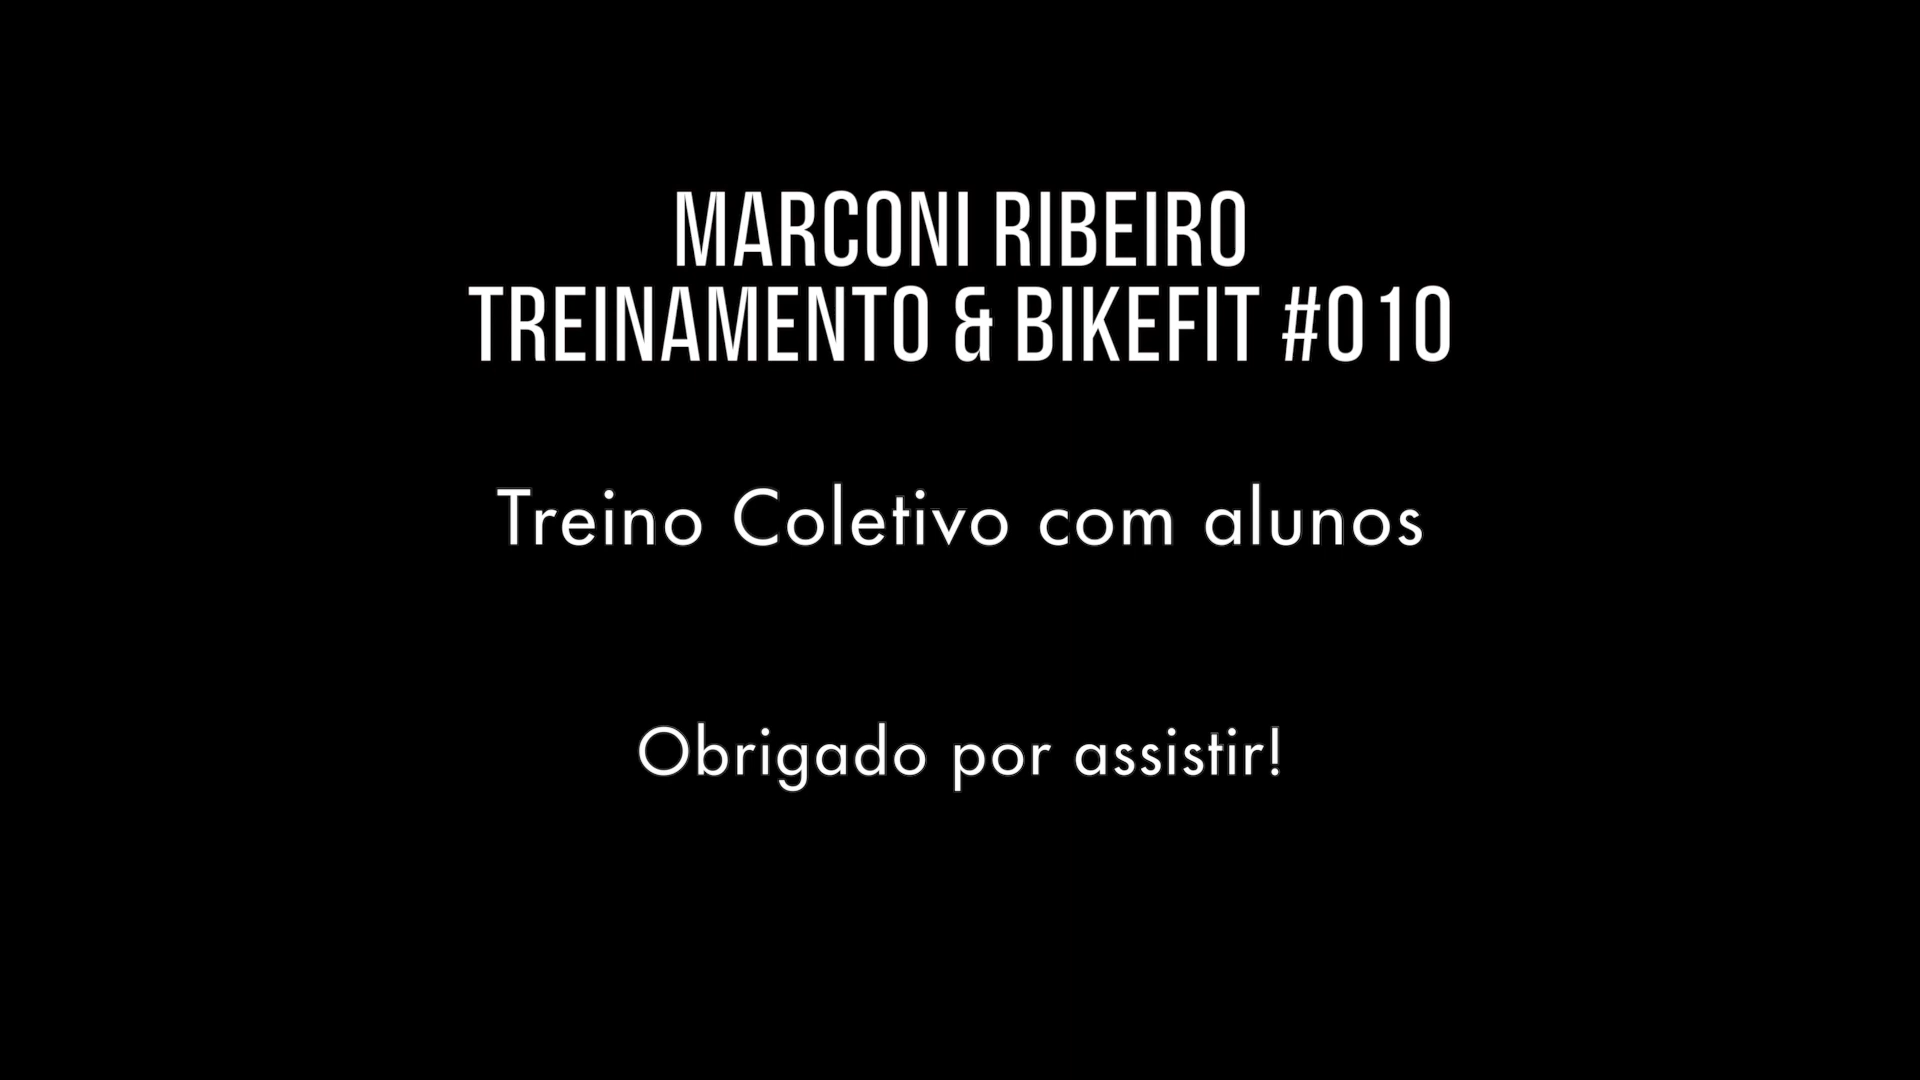 MARCONI RIBEIRO
TREINAMENTO & BIKEFIT #010
Treino Coletivo com alunos
Obrigado por assistir!